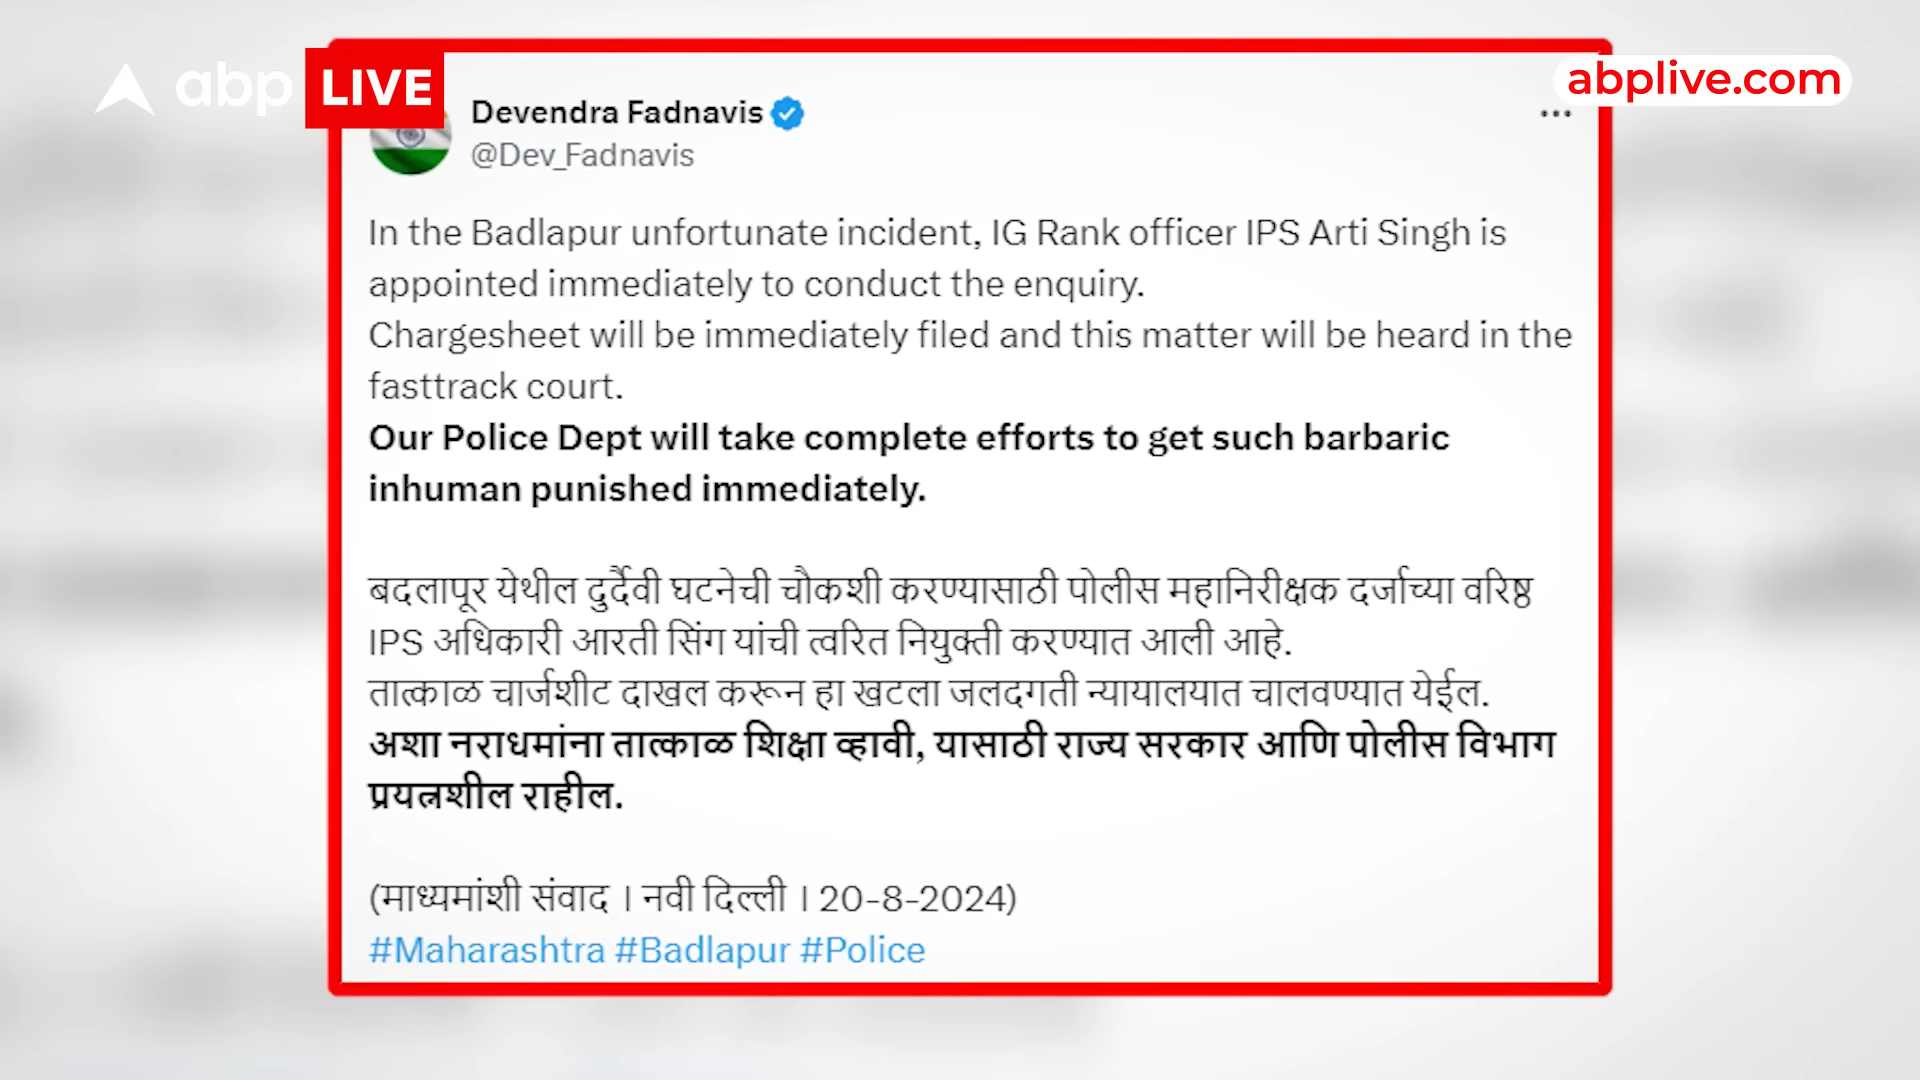 abp LIVE
abplive.com
Devendra Fadnavis
@Dev_Fadnavis
In the Badlapur unfortunate incident, IG Rank officer IPS Arti Singh is
appointed immediately to conduct the enquiry.
Chargesheet will be immediately filed and this matter will be heard in the
fasttrack court.
Our Police Dept will take complete efforts to get such barbaric
inhuman punished immediately.
बदलापूर येथील दुर्दैवी घटनेची चौकशी करण्यासाठी पोलीस महानिरीक्षक दर्जाच्या वरिष्ठ
IPS अधिकारी आरती सिंग यांची त्वरित नियुक्ती करण्यात आली आहे.
तात्काळ चार्जशीट दाखल करून हा खटला जलदगती न्यायालयात चालवण्यात येईल.
अशा नराधमांना तात्काळ शिक्षा व्हावी, यासाठी राज्य सरकार आणि पोलीस विभाग
प्रयत्नशील राहील.
(माध्यमांशी संवाद । नवी दिल्ली । 20-8-2024)
#Maharashtra #Badlapur #Police